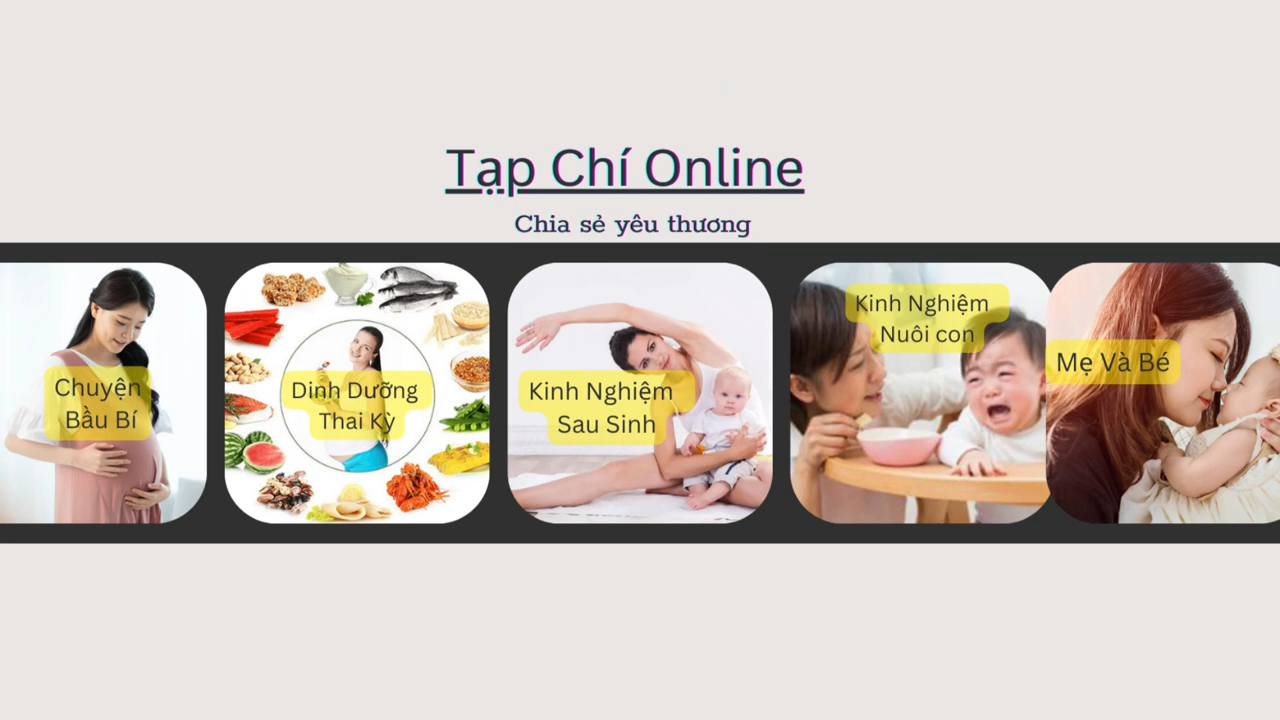 Tạp Chí Online
Chia sẻ yêu thương
Chuyện
Bầu Bí
Dinh Dưỡng
Thai Kỳ
Kinh Nghiệm
Sau Sinh
Kinh Nghiệm
Nuôi con
Mẹ Và Bé